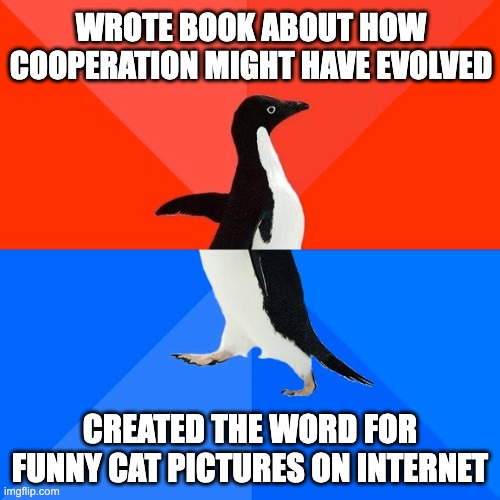 WROTE BOOK ABOUT HOW
COOPERATION MIGHT HAVE EVOLVED
CREATED THE WORD FOR
FUNNY CAT PICTURES ON INTERNET
imgflip.com